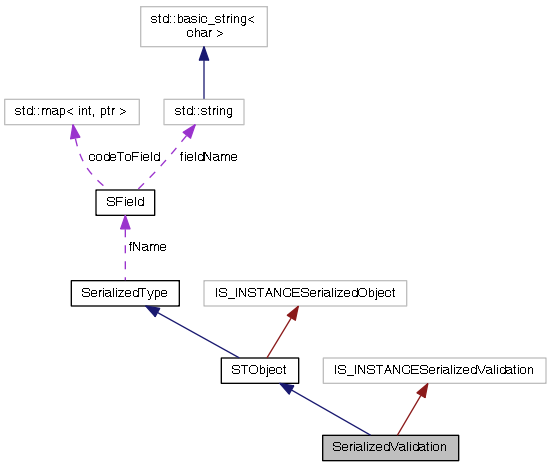 std::basic_string<
char >
std::map< int, ptr >
std::string
codeToField
fieldName
SField
fName
SerializedType
IS_INSTANCESerializedObject
STObject
IS_INSTANCESerializedValidation
SerializedValidation